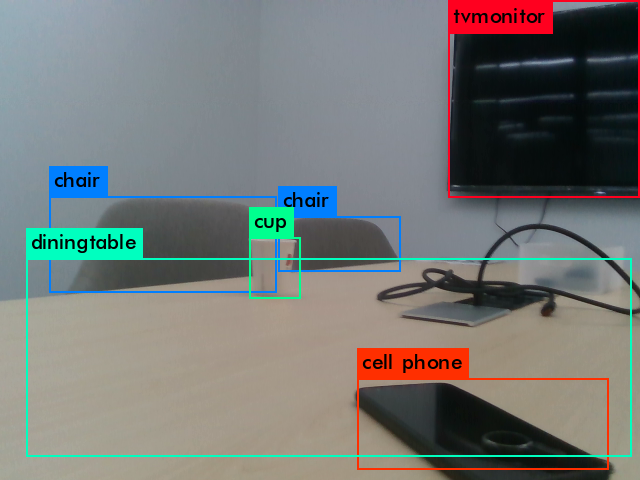 tvmonitor
chair
chair
cup
diningtable
cell phone